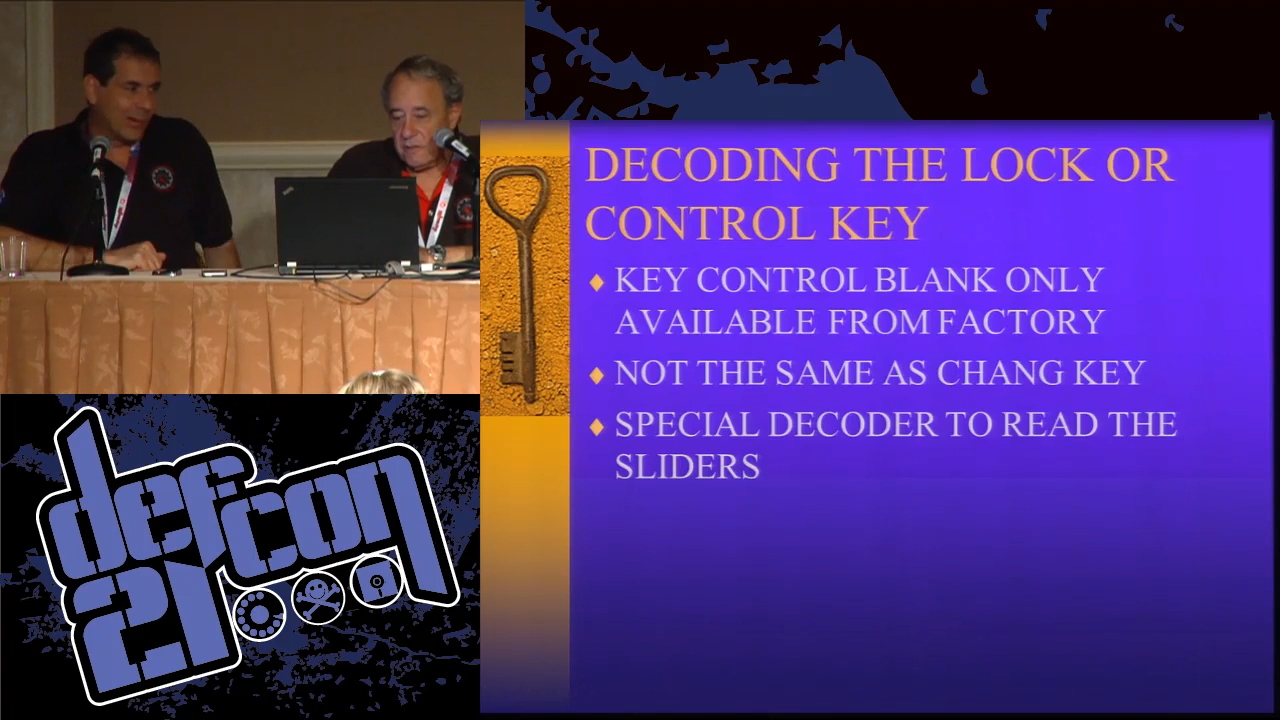 DECODING THE LOCK OR
CONTROL KEY
KEY CONTROL BLANK ONLY
AVAILABLE FROM FACTORY
NOT THE SAME AS CHANG KEY
SPECIAL DECODER TO READ THE
SLIDERS
defcon
21